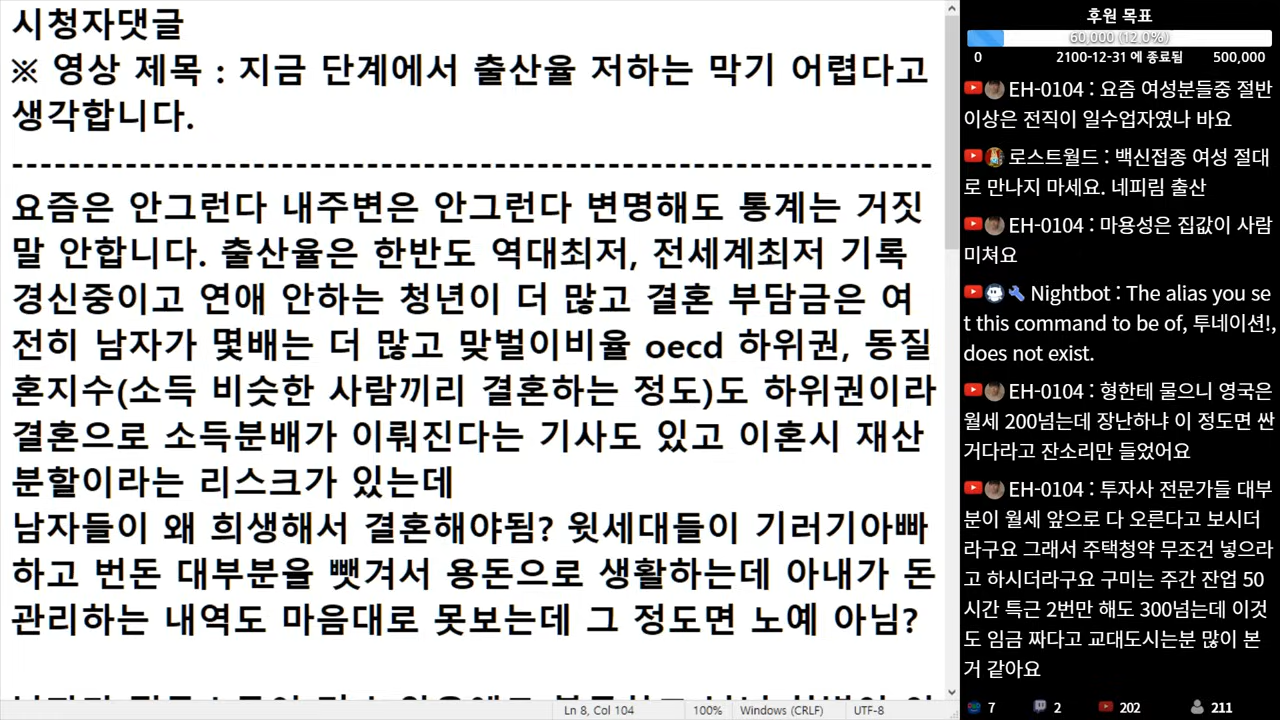 시청자댓글
※ 영상 제목 : 지금 단계에서 출산율 저하는 막기 어렵다고
생각합니다.
-----------------------------------------------------------------
요즘은 안그런다 내주변은 안그런다 변명해도 통계는 거짓
말 안합니다. 출산율은 한반도 역대최저, 전세계최저 기록
경신중이고 연애 안하는 청년이 더 많고 결혼 부담금은 여
전히 남자가 몇배는 더 많고 맞벌이비율 oecd 하위권, 동질
혼지수(소득 비슷한 사람끼리 결혼하는 정도)도 하위권이라
결혼으로 소득분배가 이뤄진다는 기사도 있고 이혼시 재산
분할이라는 리스크가 있는데
남자들이 왜 희생해서 결혼해야됨? 윗세대들이 기러기아빠
하고 번돈 대부분을 뺏겨서 용돈으로 생활하는데 아내가 돈
관리하는 내역도 마음대로 못보는데 그 정도면 노예 아님?
Ln 8, Col 104
100%
Windows (CRLF)
UTF-8
후원 목표
60,000 (12.0%)
0
2100-12-31 에 종료됨
500,000
EH-0104 : 요즘 여성분들중 절반
이상은 전직이 일수업자였나 바요
로스트월드 : 백신접종 여성 절대
로 만나지 마세요. 네피림 출산
EH-0104 : 마용성은 집값이 사람
미쳐요
Nightbot : The alias you se
t this command to be of, 투네이션!,
does not exist.
EH-0104 : 형한테 물으니 영국은
월세 200넘는데 장난하냐 이 정도면 싼
거다라고 잔소리만 들었어요
EH-0104 : 투자사 전문가들 대부
분이 월세 앞으로 다 오른다고 보시더
라구요 그래서 주택청약 무조건 넣으라
고 하시더라구요 구미는 주간 잔업 50
시간 특근 2번만 해도 300넘는데 이것
도 임금 짜다고 교대도시는분 많이 본
거 같아요
7
2
202
211